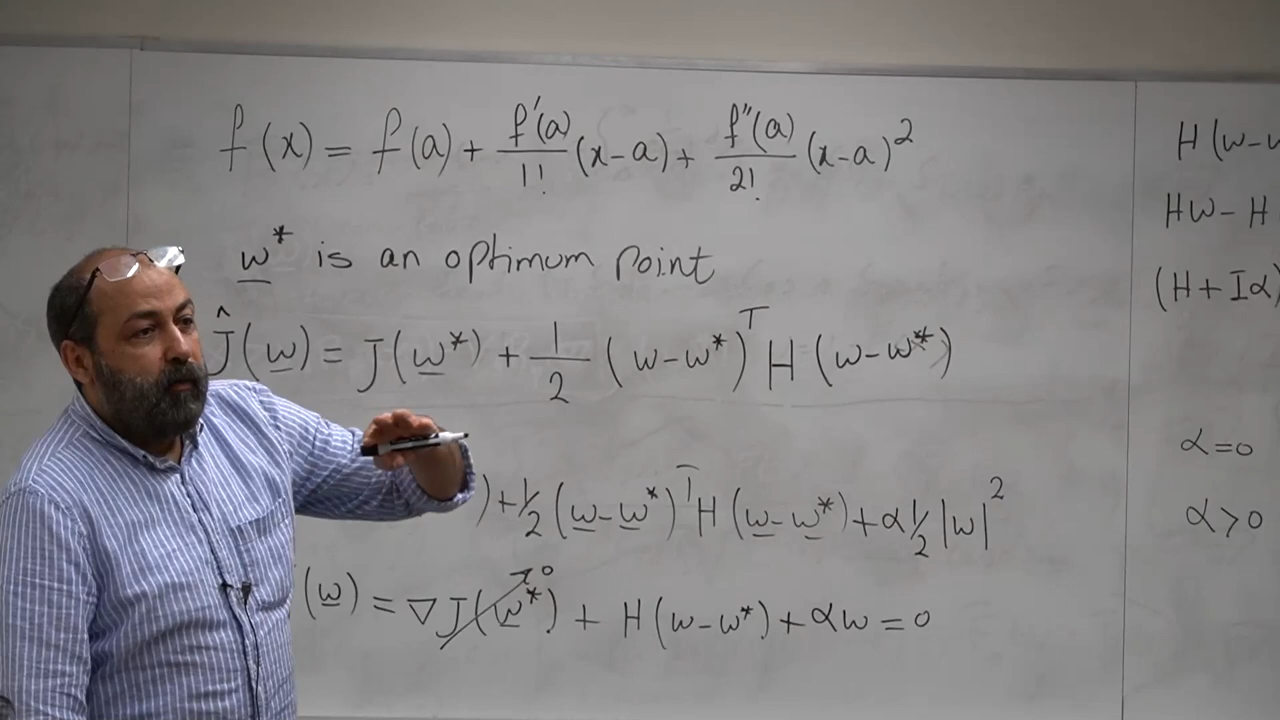 f(x) = f(a) + f'(a)/1! (x-a) + f''(a)/2! (x-a)²
w* is an optimum point
Ĵ(w) = J(w*) + 1/2 (w-w*)ᵀ H (w-w*)
) + 1/2 (w-w*)ᵀ H (w-w*) + α 1/2 |w|²
(w) = ∇J(w*) →0 + H(w-w*) + αw = 0
H(w-w
Hw - H
(H + Iα)
α=0
α>0